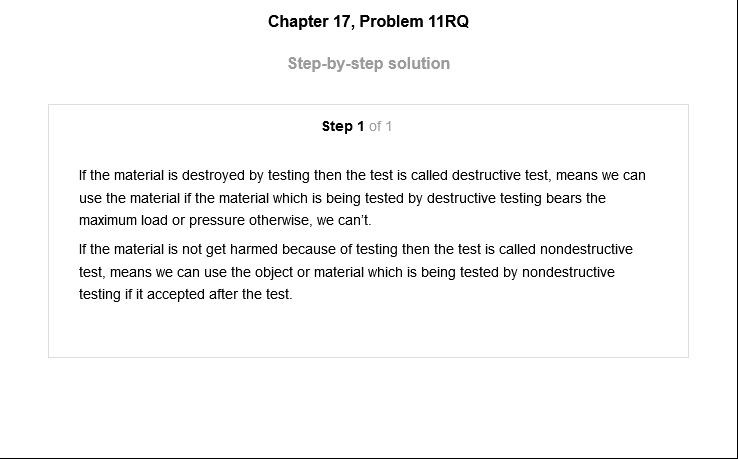 Chapter 17, Problem 11RQ
Step-by-step solution
Step 1 of 1
If the material is destroyed by testing then the test is called destructive test, means we can
use the material if the material which is being tested by destructive testing bears the
maximum load or pressure otherwise, we can't.
If the material is not get harmed because of testing then the test is called nondestructive
test, means we can use the object or material which is being tested by nondestructive
testing if it accepted after the test.